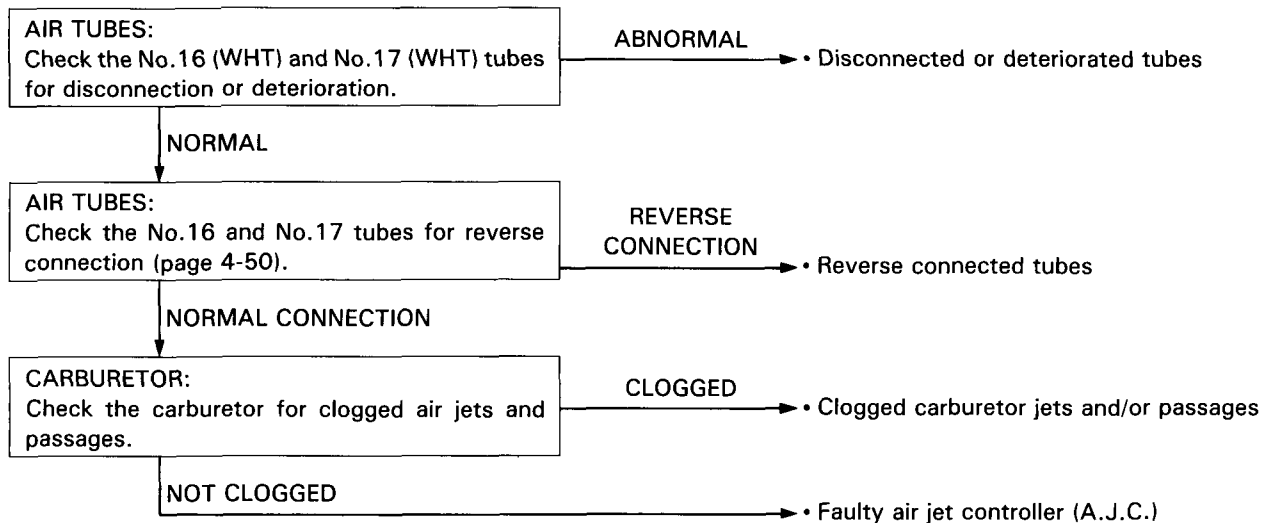 AIR TUBES:
Check the No.16 (WHT) and No.17 (WHT) tubes
for disconnection or deterioration.
ABNORMAL
• Disconnected or deteriorated tubes
NORMAL
AIR TUBES:
Check the No.16 and No.17 tubes for reverse
connection (page 4-50).
REVERSE
CONNECTION
• Reverse connected tubes
NORMAL CONNECTION
CARBURETOR:
Check the carburetor for clogged air jets and
passages.
CLOGGED
• Clogged carburetor jets and/or passages
NOT CLOGGED
• Faulty air jet controller (A.J.C.)